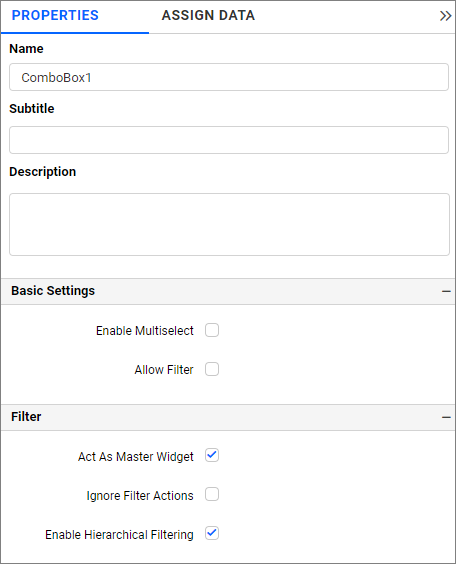 PROPERTIES ASSIGN DATA
Name
ComboBox1
Subtitle
Description
Basic Settings
Enable Multiselect
Allow Filter
Filter
Act As Master Widget
Ignore Filter Actions
Enable Hierarchical Filtering